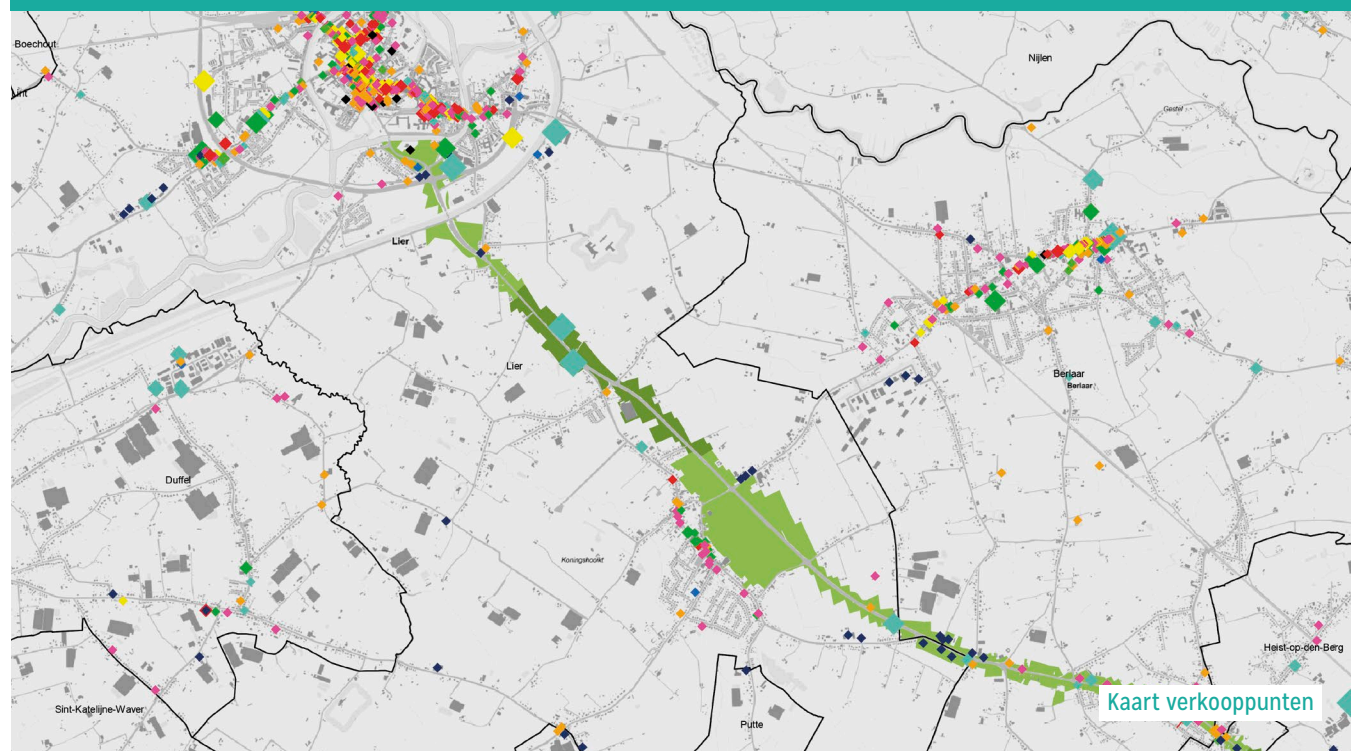 Boechout
Nijlen
Lint
Gestel
Lier
Lier
Berlaar
Berlaar
Duffel
Koningshooikt
Heist-op-den-Berg
Kaart verkooppunten
Sint-Katelijne-Waver
Putte